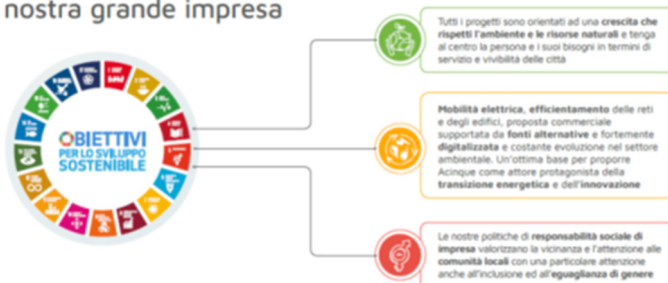 nostra grande impresa
OBIETTIVI
PER LO SVILUPPO
SOSTENIBILE
Tutti i progetti sono orientati ad una crescita che
rispetti l'ambiente e le risorse naturali e tenga
al centro la persona e i suoi bisogni in termini di
servizio e vivibilità delle città
Mobilità elettrica, efficientamento delle reti
e degli edifici, proposta commerciale
supportata da fonti alternative e fortemente
digitalizzata e costante evoluzione nel settore
ambientale. Un'ottima base per proporre
Acinque come attore protagonista della
transizione energetica e dell'innovazione
Le nostre politiche di responsabilità sociale di
impresa valorizzano la vicinanza e l'attenzione alle
comunità locali con una particolare attenzione
anche all'inclusione ed all'eguaglianza di genere